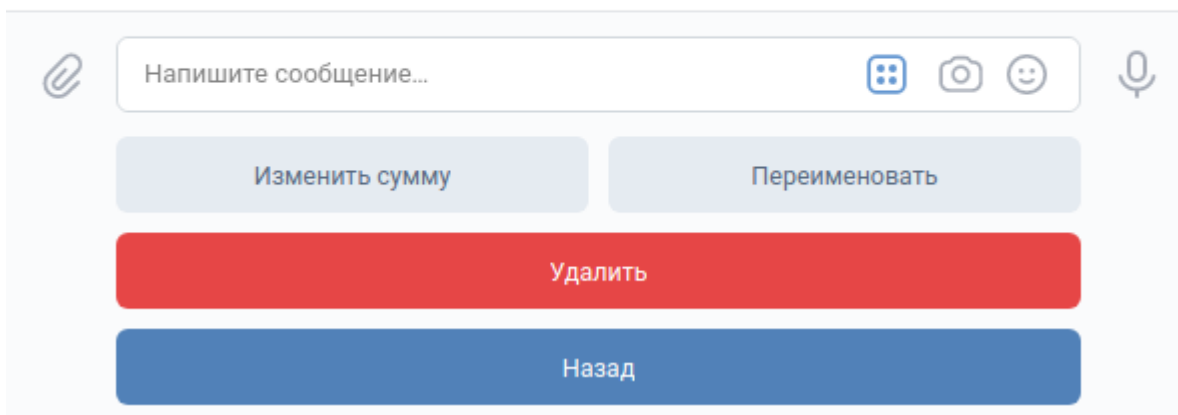 Напишите сообщение...
Изменить сумму
Переименовать
Удалить
Назад